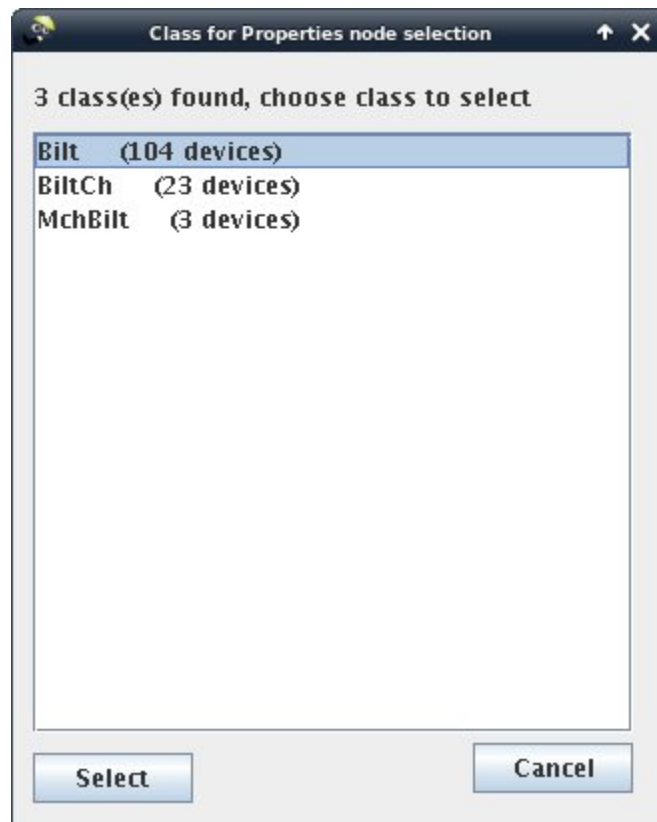 Class for Properties node selection
3 class(es) found, choose class to select
Bilt (104 devices)
BiltCh (23 devices)
MchBilt (3 devices)
Select
Cancel